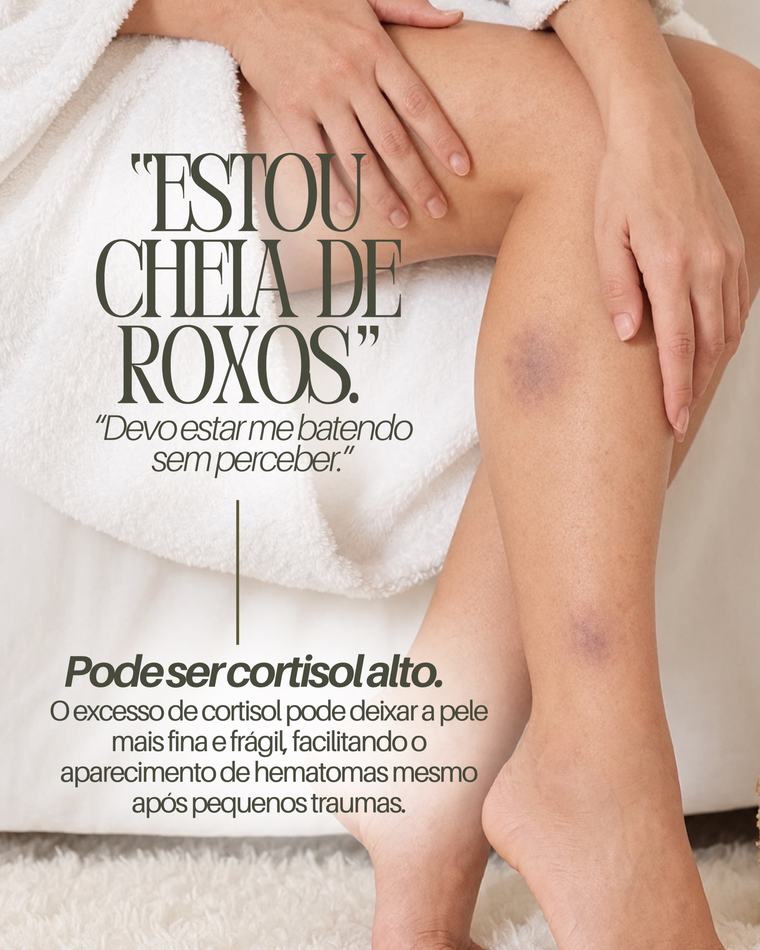 "ESTOU
CHEIA DE
ROXOS."
“Devo estar me batendo
sem perceber.”
Pode ser cortisol alto.
O excesso de cortisol pode deixar a pele
mais fina e frágil, facilitando o
aparecimento de hematomas mesmo
após pequenos traumas.